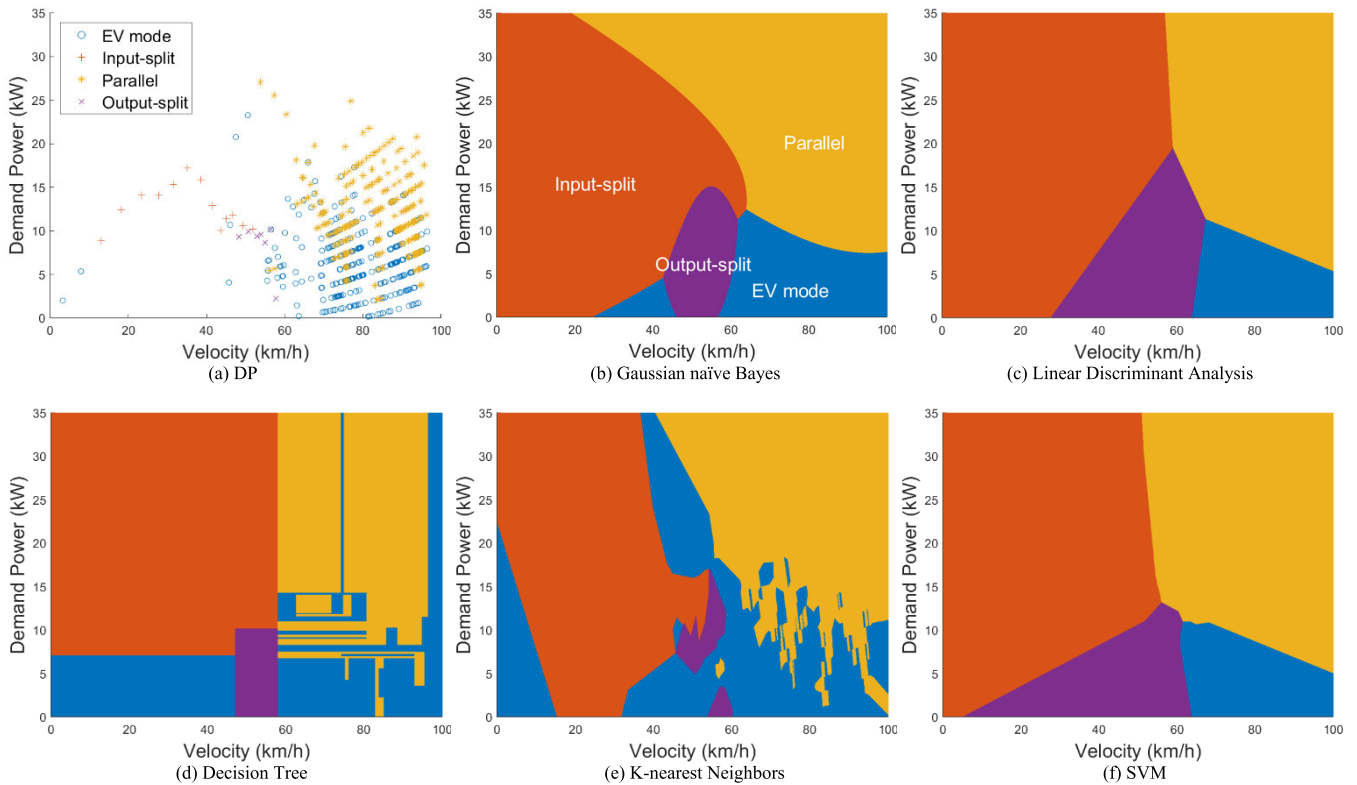 35
30
25
20
15
10
5
0
Demand Power (kW)
EV mode
Input-split
Parallel
Output-split
0 20 40 60 80 100
Velocity (km/h)
(a) DP
35
30
25
20
15
10
5
0
Demand Power (kW)
Parallel
Input-split
Output-split
EV mode
0 20 40 60 80 100
Velocity (km/h)
(b) Gaussian naïve Bayes
35
30
25
20
15
10
5
0
Demand Power (kW)
0 20 40 60 80 100
Velocity (km/h)
(c) Linear Discriminant Analysis
35
30
25
20
15
10
5
0
Demand Power (kW)
0 20 40 60 80 100
Velocity (km/h)
(d) Decision Tree
35
30
25
20
15
10
5
0
Demand Power (kW)
0 20 40 60 80 100
Velocity (km/h)
(e) K-nearest Neighbors
35
30
25
20
15
10
5
0
Demand Power (kW)
0 20 40 60 80 100
Velocity (km/h)
(f) SVM